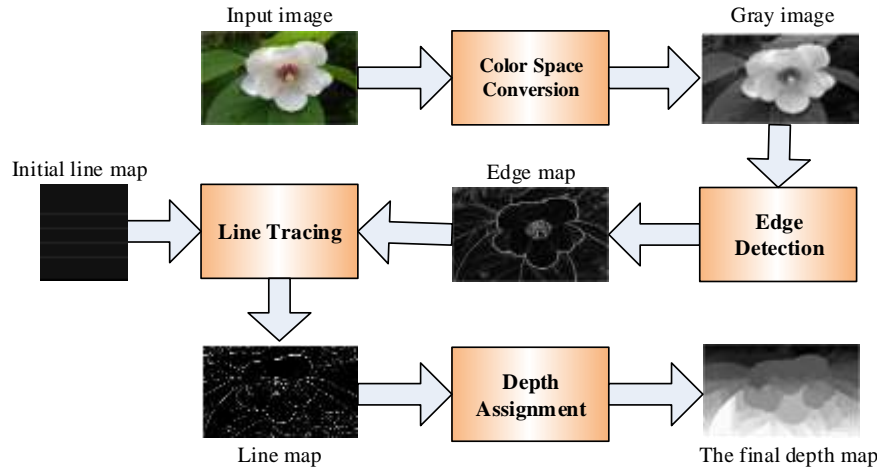 Input image
Gray image
Color Space
Conversion
Initial line map
Edge map
Line Tracing
Edge
Detection
Depth
Assignment
Line map
The final depth map